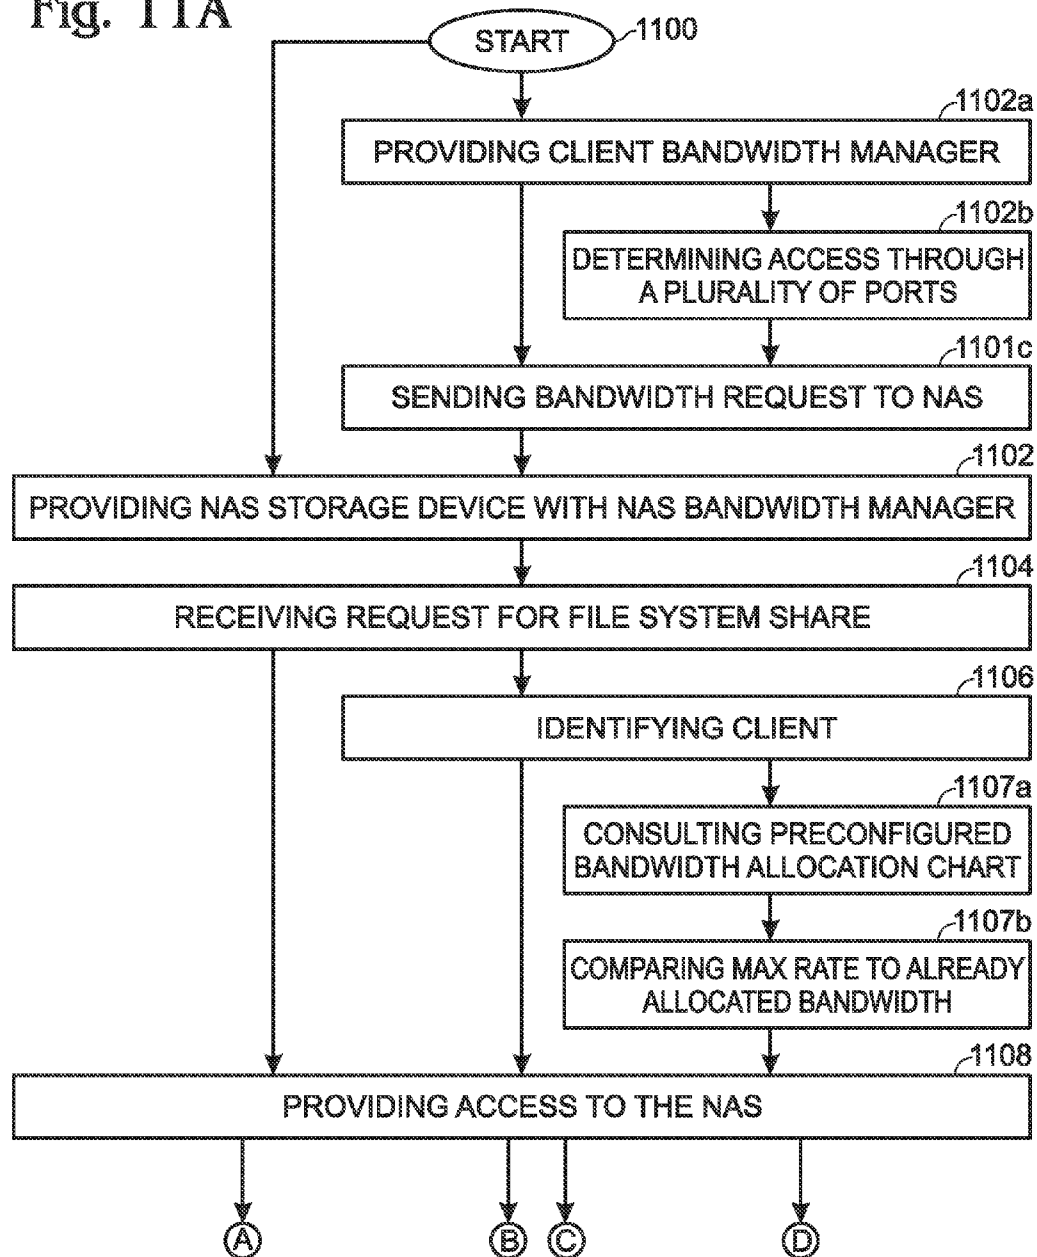 Fig. 11A
START
1100
1102a
PROVIDING CLIENT BANDWIDTH MANAGER
1102b
DETERMINING ACCESS THROUGH
A PLURALITY OF PORTS
1101c
SENDING BANDWIDTH REQUEST TO NAS
1102
PROVIDING NAS STORAGE DEVICE WITH NAS BANDWIDTH MANAGER
1104
RECEIVING REQUEST FOR FILE SYSTEM SHARE
1106
IDENTIFYING CLIENT
1107a
CONSULTING PRECONFIGURED
BANDWIDTH ALLOCATION CHART
1107b
COMPARING MAX RATE TO ALREADY
ALLOCATED BANDWIDTH
1108
PROVIDING ACCESS TO THE NAS
A
B
C
D